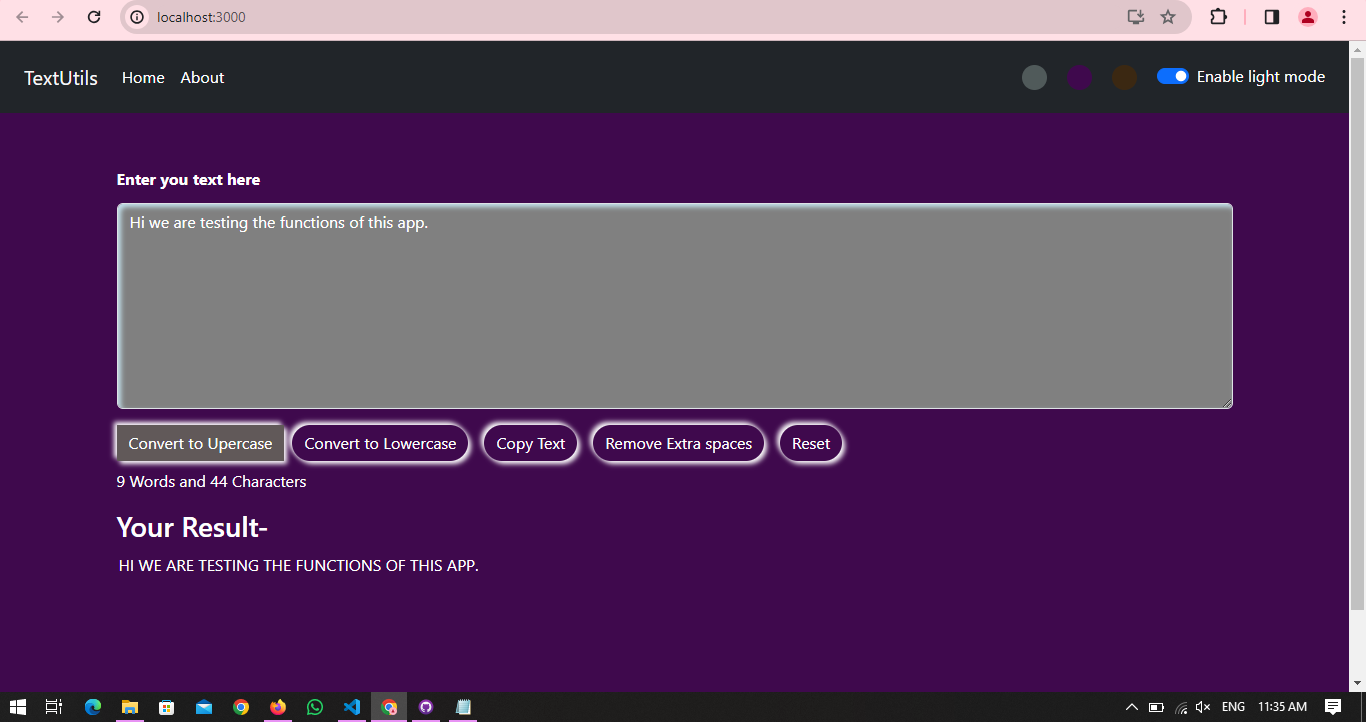 localhost:3000
TextUtils Home About Enable light mode
Enter you text here
Hi we are testing the functions of this app.
Convert to Upercase Convert to Lowercase Copy Text Remove Extra spaces Reset
9 Words and 44 Characters
Your Result-
HI WE ARE TESTING THE FUNCTIONS OF THIS APP.
ENG 11:35 AM